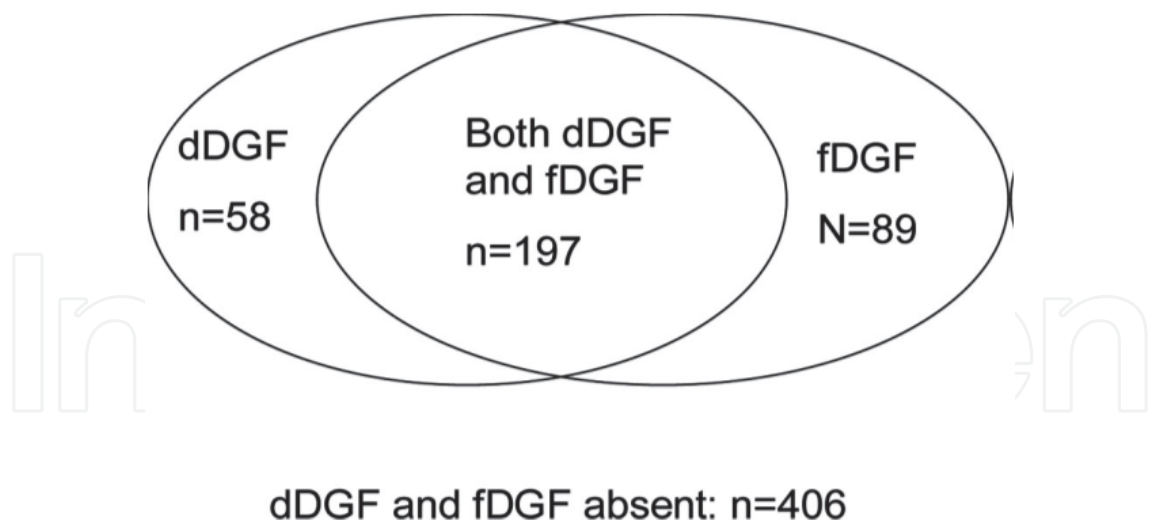 dDGF
n=58
Both dDGF
and fDGF
n=197
fDGF
N=89
dDGF and fDGF absent: n=406